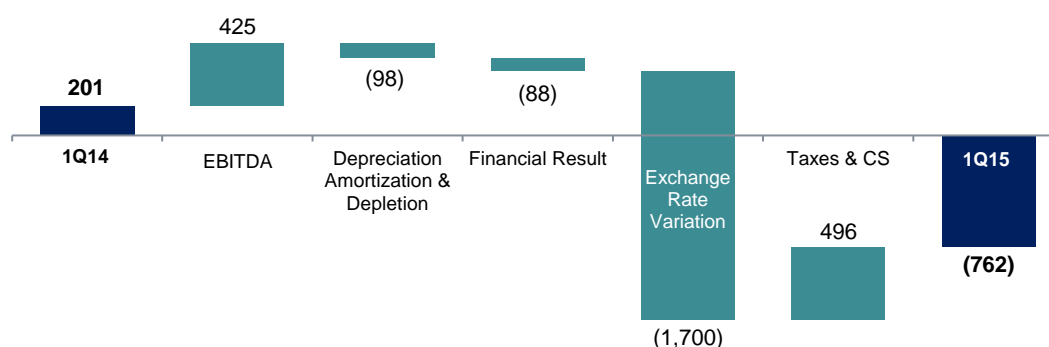 425
201
(98)
(88)
1Q14
EBITDA
Depreciation
Amortization &
Depletion
Financial Result
Exchange
Rate
Variation
Taxes & CS
1Q15
496
(762)
(1,700)